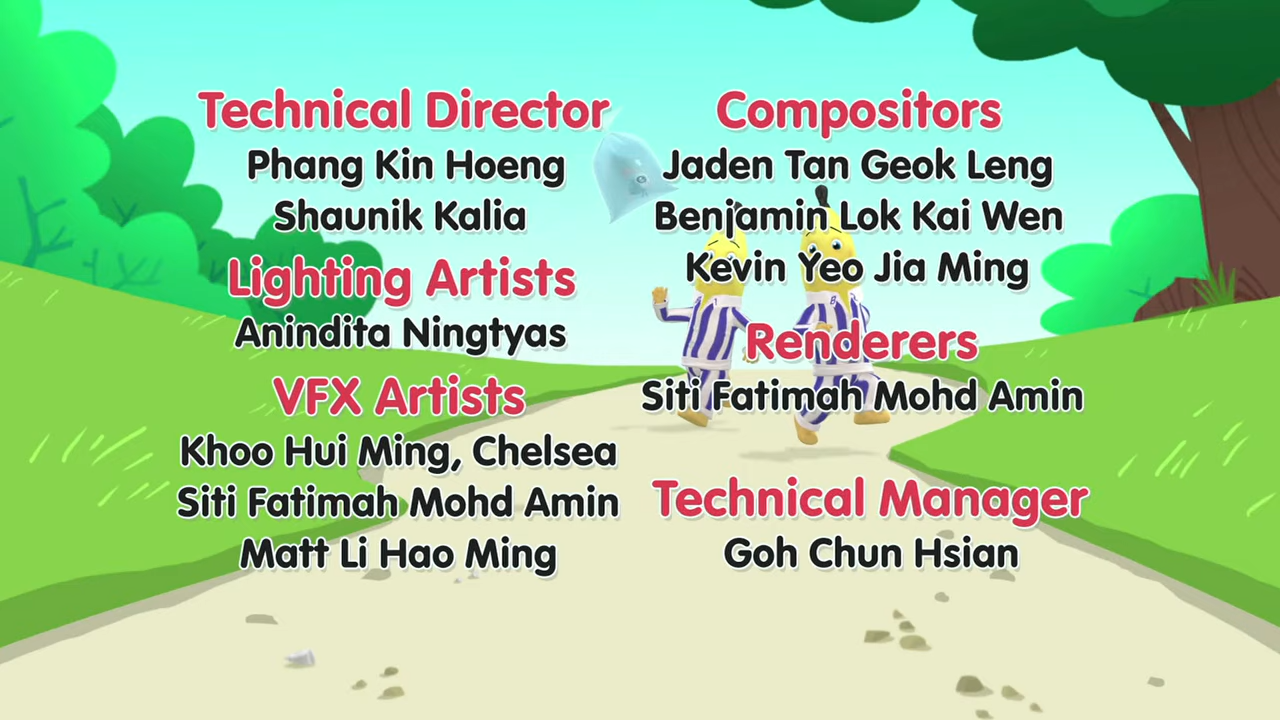 Technical Director
Phang Kin Hoeng
Shaunik Kalia
Lighting Artists
Anindita Ningtyas
VFX Artists
Khoo Hui Ming, Chelsea
Siti Fatimah Mohd Amin
Matt Li Hao Ming
Compositors
Jaden Tan Geok Leng
Benjamin Lok Kai Wen
Kevin Yeo Jia Ming
Renderers
Siti Fatimah Mohd Amin
Technical Manager
Goh Chun Hsian